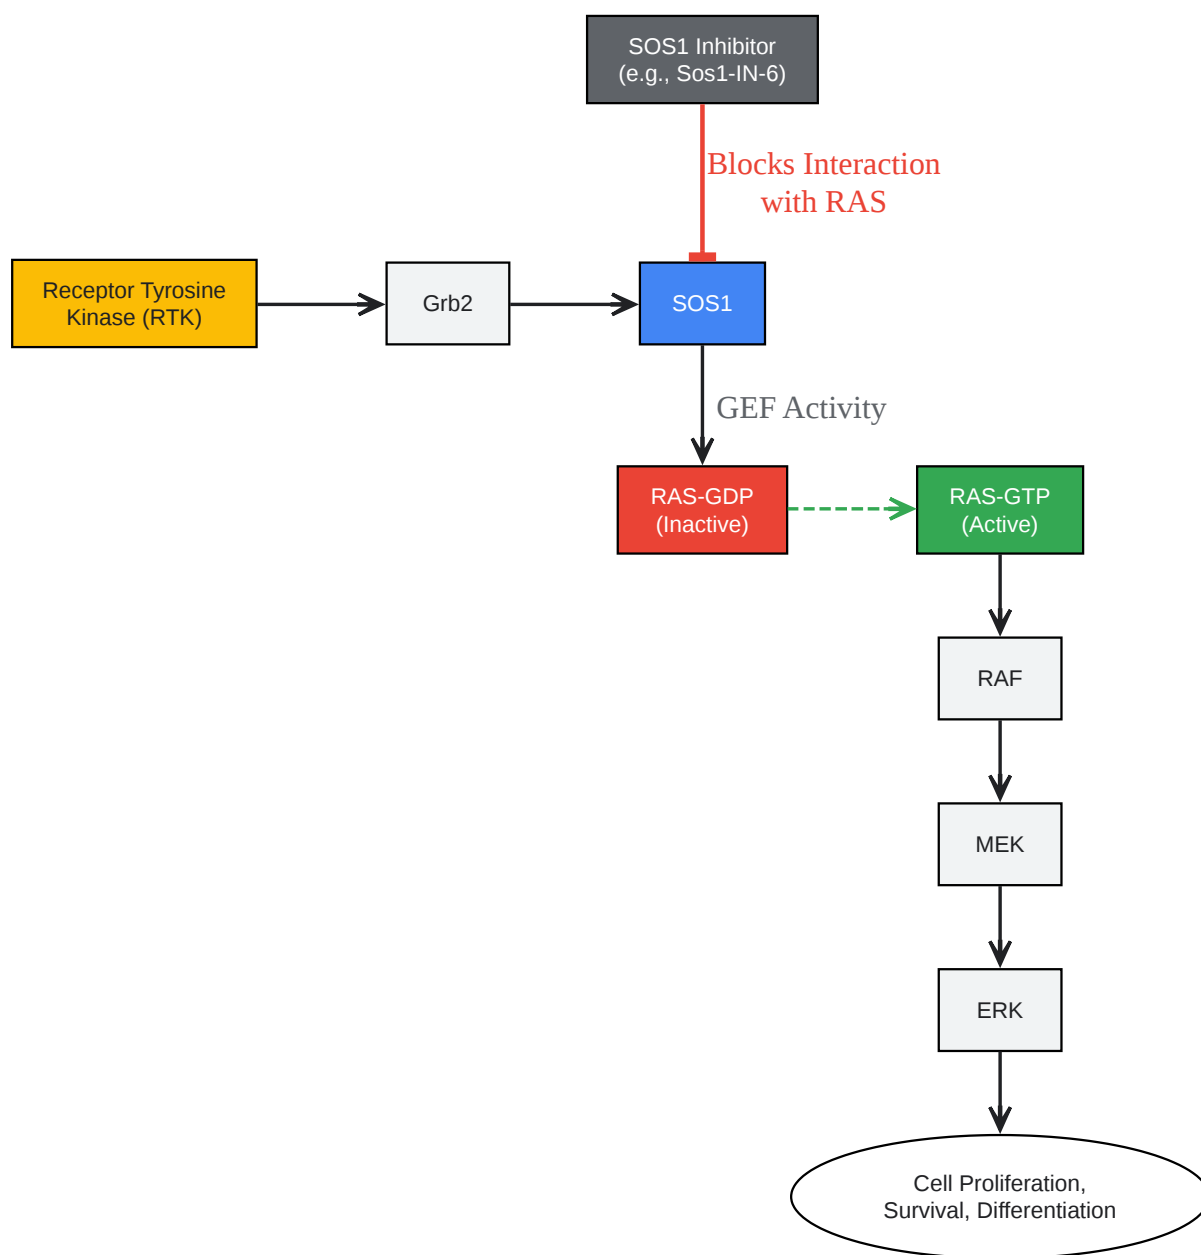 SOS1 Inhibitor
(e.g., Sos1-IN-6)
Blocks Interaction
with RAS
Receptor Tyrosine
Kinase (RTK)
Grb2
SOS1
GEF Activity
RAS-GDP
(Inactive)
RAS-GTP
(Active)
RAF
MEK
ERK
Cell Proliferation,
Survival, Differentiation